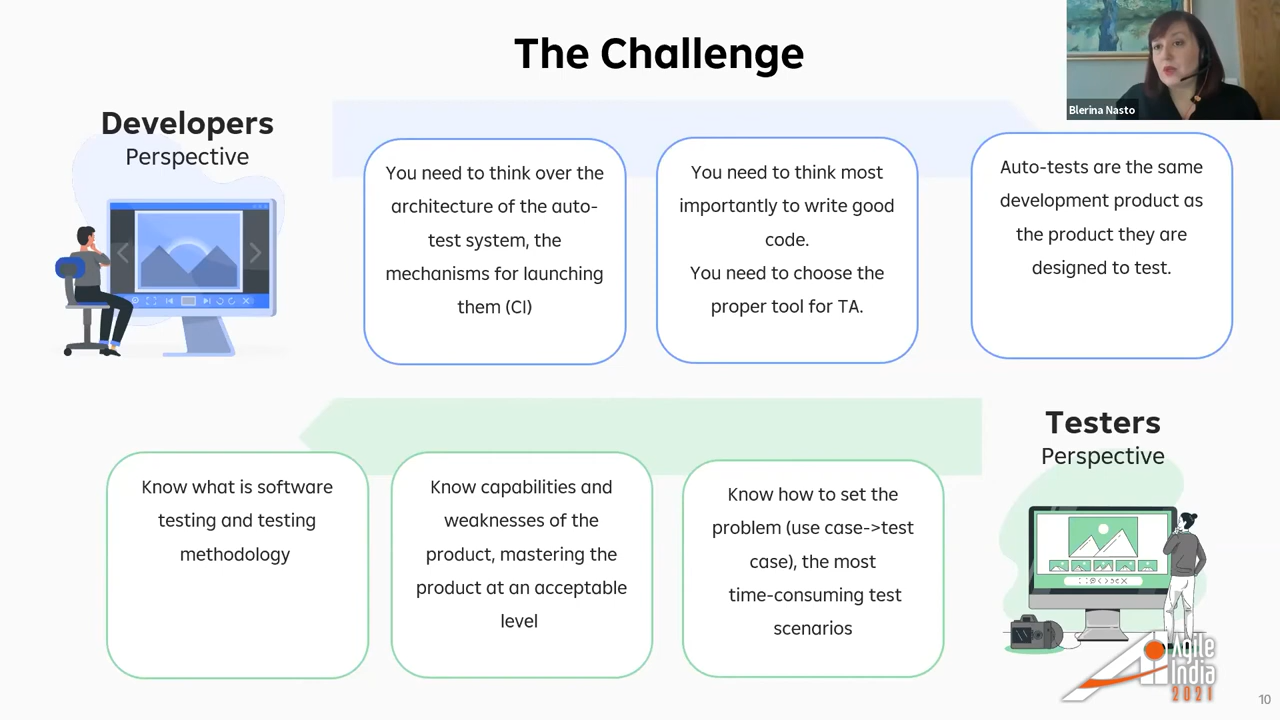 The Challenge
Blerina Nasto
Developers
Perspective
You need to think over the
architecture of the auto-
test system, the
mechanisms for launching
them (CI)
You need to think most
importantly to write good
code.
You need to choose the
proper tool for TA.
Auto-tests are the same
development product as
the product they are
designed to test.
Testers
Perspective
Know what is software
testing and testing
methodology
Know capabilities and
weaknesses of the
product, mastering the
product at an acceptable
level
Know how to set the
problem (use case->test
case), the most
time-consuming test
scenarios
Agile
India
2021
10